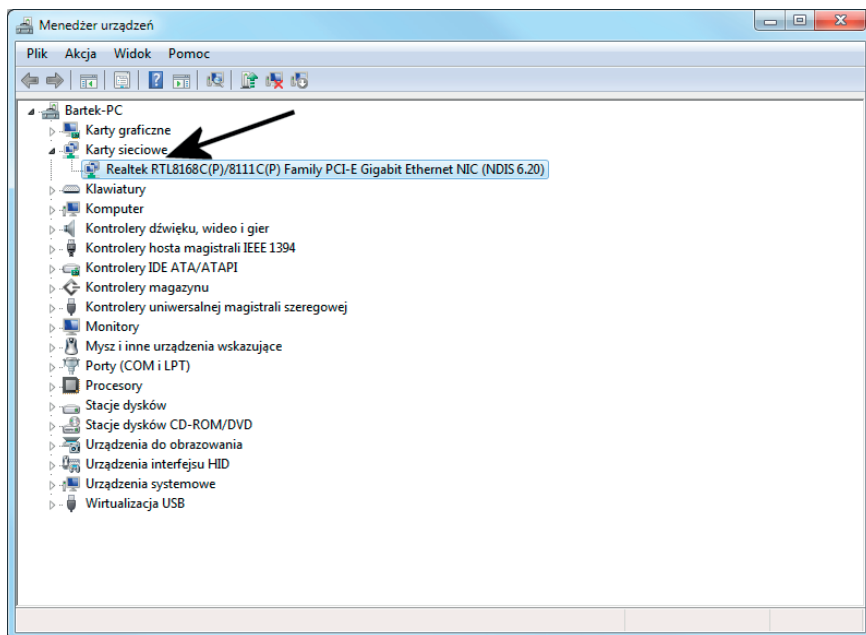 Menedżer urządzeń
Plik Akcja Widok Pomoc
Bartek-PC
Karty graficzne
Karty sieciowe
Realtek RTL8168C(P)/8111C(P) Family PCI-E Gigabit Ethernet NIC (NDIS 6.20)
Klawiatury
Komputer
Kontrolery dźwięku, wideo i gier
Kontrolery hosta magistrali IEEE 1394
Kontrolery IDE ATA/ATAPI
Kontrolery magazynu
Kontrolery uniwersalnej magistrali szeregowej
Monitory
Mysz i inne urządzenia wskazujące
Porty (COM i LPT)
Procesory
Stacje dysków
Stacje dysków CD-ROM/DVD
Urządzenia do obrazowania
Urządzenia interfejsu HID
Urządzenia systemowe
Wirtualizacja USB